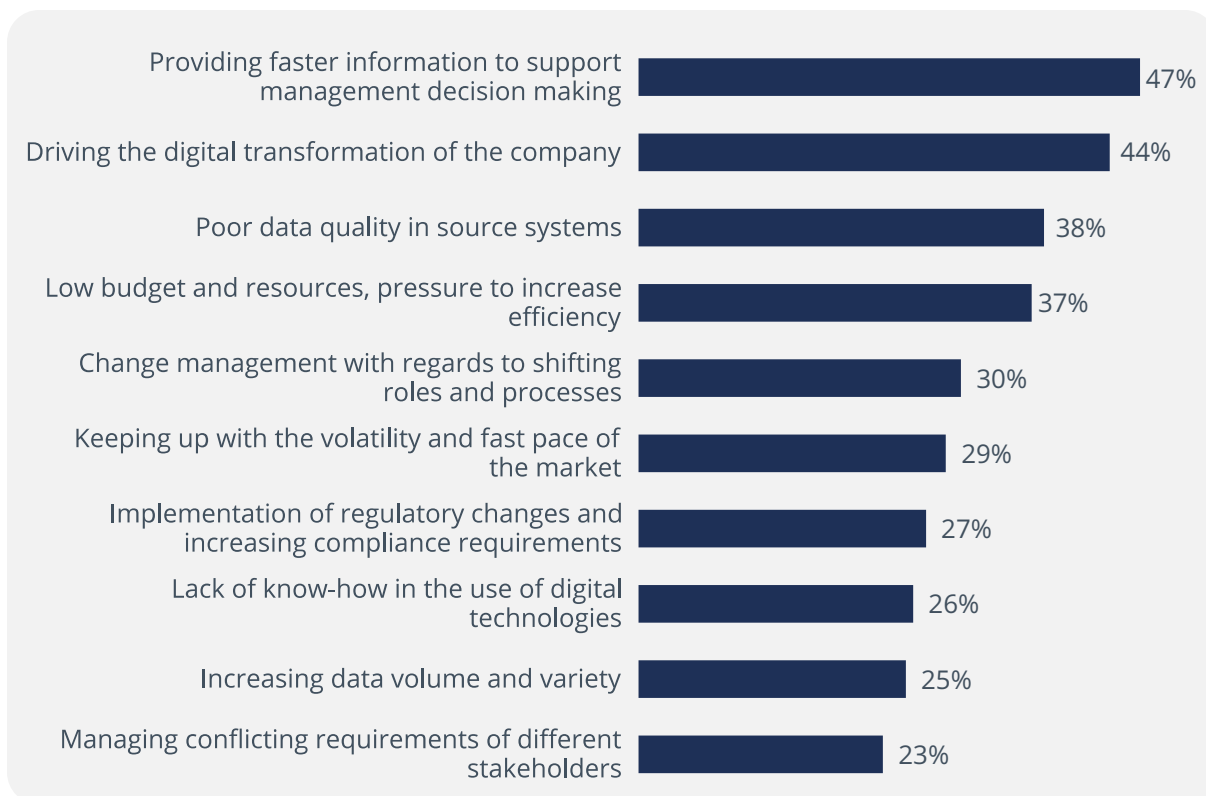 Providing faster information to support
management decision making
47%
Driving the digital transformation of the company
44%
Poor data quality in source systems
38%
Low budget and resources, pressure to increase
efficiency
37%
Change management with regards to shifting
roles and processes
30%
Keeping up with the volatility and fast pace of
the market
29%
Implementation of regulatory changes and
increasing compliance requirements
27%
Lack of know-how in the use of digital
technologies
26%
Increasing data volume and variety
25%
Managing conflicting requirements of different
stakeholders
23%